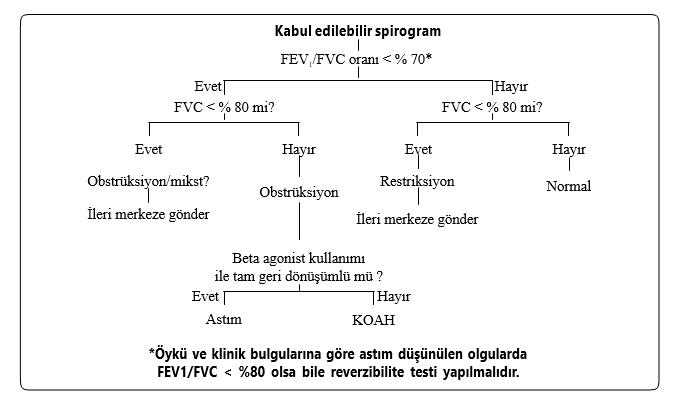 Kabul edilebilir spirogram
FEV1/FVC oranı < % 70*
Evet Hayır
FVC < % 80 mi? FVC < % 80 mi?
Evet Hayır Evet Hayır
Obstrüksiyon/mikst? Obstrüksiyon Restriksiyon Normal
İleri merkeze gönder İleri merkeze gönder
Beta agonist kullanımı
ile tam geri dönüşümlü mü ?
Evet Hayır
Astım KOAH
*Öykü ve klinik bulgularına göre astım düşünülen olgularda
FEV1/FVC < %80 olsa bile reverzibilite testi yapılmalıdır.